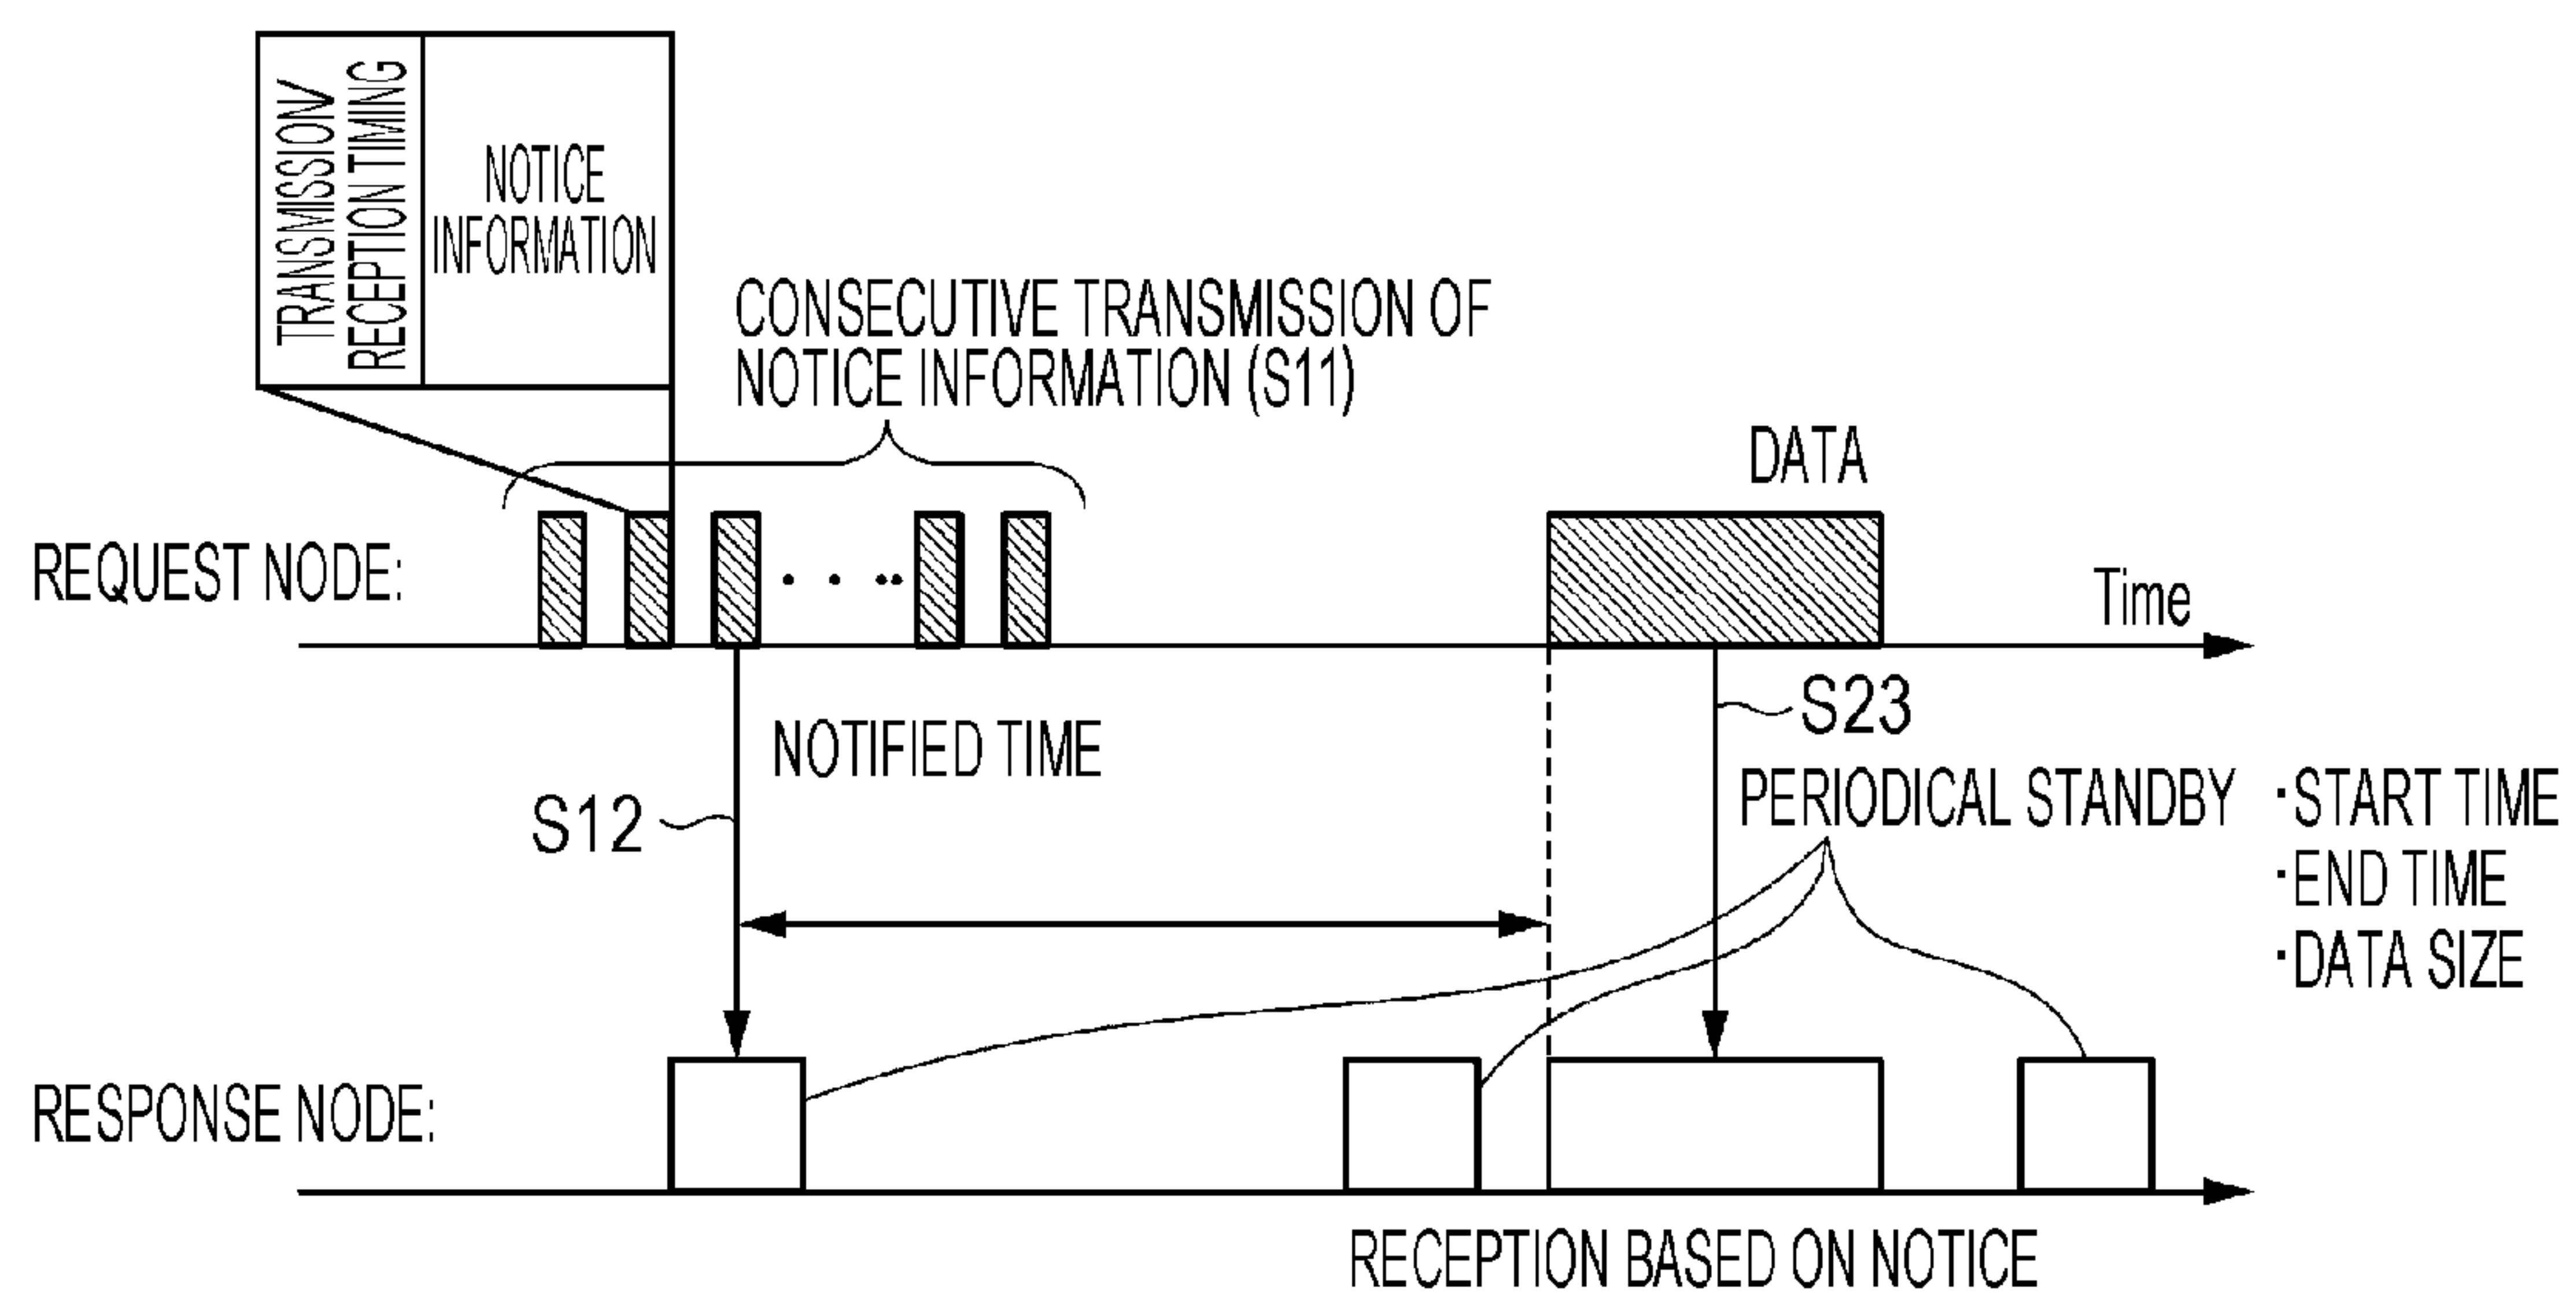 TRANSMISSION/
RECEPTION TIMING
NOTICE
INFORMATION
CONSECUTIVE TRANSMISSION OF
NOTICE INFORMATION (S11)
DATA
REQUEST NODE:
Time
S23
NOTIFIED TIME
S12
PERIODICAL STANDBY
・START TIME
・END TIME
・DATA SIZE
RESPONSE NODE:
RECEPTION BASED ON NOTICE